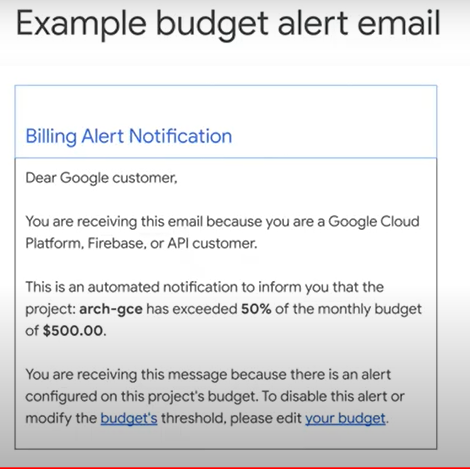 Example budget alert email
Billing Alert Notification
Dear Google customer,
You are receiving this email because you are a Google Cloud
Platform, Firebase, or API customer.
This is an automated notification to inform you that the
project: arch-gce has exceeded 50% of the monthly budget
of $500.00.
You are receiving this message because there is an alert
configured on this project's budget. To disable this alert or
modify the budget's threshold, please edit your budget.